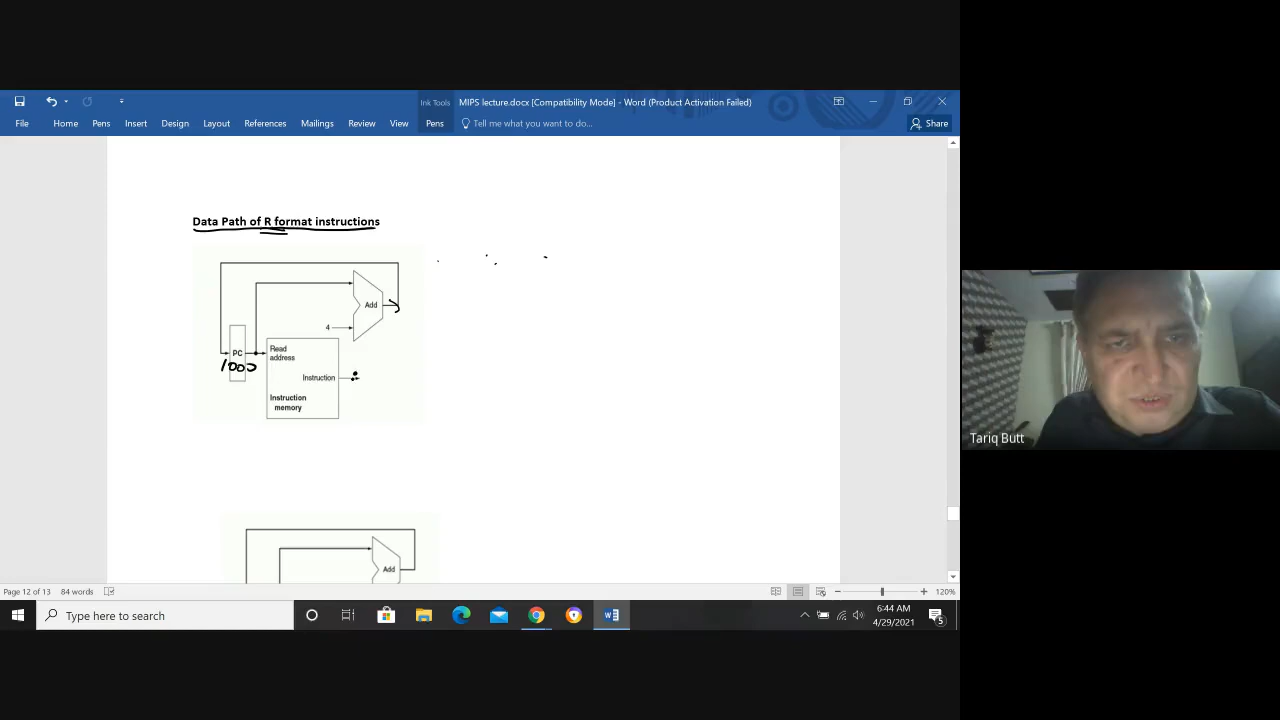 Ink Tools MIPS lecture.docx [Compatibility Mode] - Word (Product Activation Failed)
File Home Pens Insert Design Layout References Mailings Review View Pens Tell me what you want to do... Share
Data Path of R format instructions
Add
4
PC
1000
Read
address
Instruction
Instruction
memory
Tariq Butt
Add
Page 12 of 13 84 words 120%
Type here to search
6:44 AM
4/29/2021
5